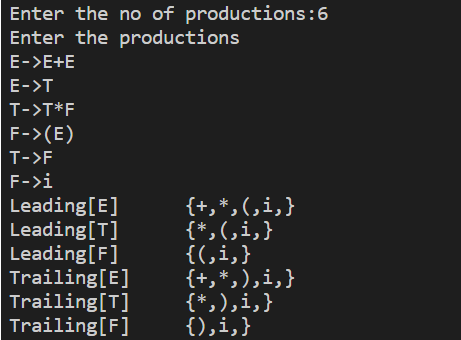 Enter the no of productions:6
Enter the productions
E->E+E
E->T
T->T*F
F->(E)
T->F
F->i
Leading[E]      {+,*,(,i,}
Leading[T]      {*,(,i,}
Leading[F]      {(,i,}
Trailing[E]     {+,*,),i,}
Trailing[T]     {*,),i,}
Trailing[F]     {),i,}